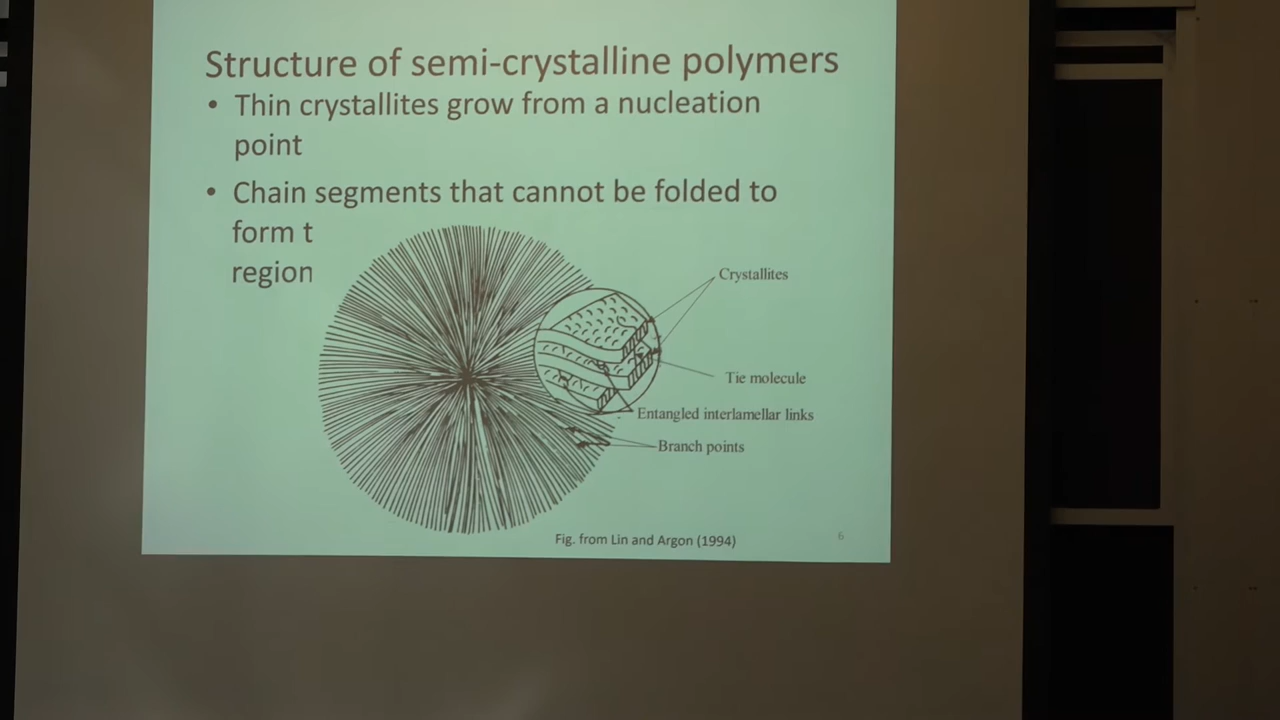 Structure of semi-crystalline polymers
• Thin crystallites grow from a nucleation
point
• Chain segments that cannot be folded to
form t
region
Crystallites
Tie molecule
Entangled interlamellar links
Branch points
Fig. from Lin and Argon (1994)
6